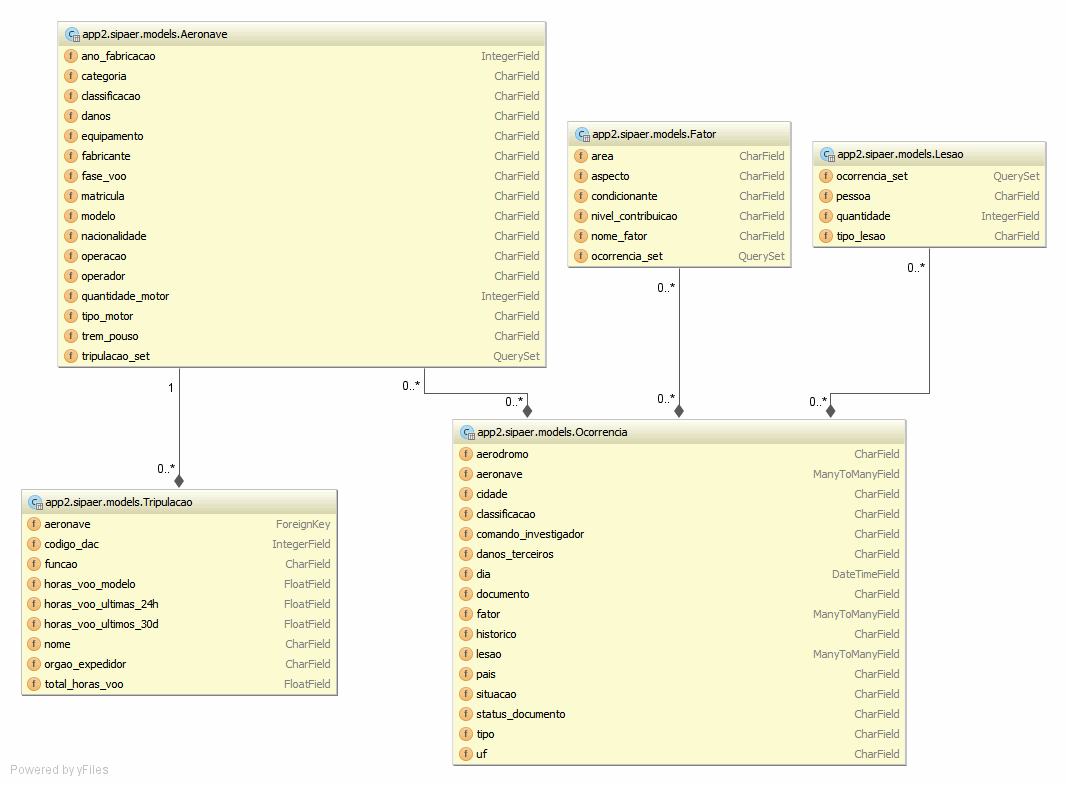 app2.sipaer.models.Aeronave
ano_fabricacao IntegerField
categoria CharField
classificacao CharField
danos CharField
equipamento CharField
fabricante CharField
fase_voo CharField
matricula CharField
modelo CharField
nacionalidade CharField
operacao CharField
operador CharField
quantidade_motor IntegerField
tipo_motor CharField
trem_pouso CharField
tripulacao_set QuerySet
app2.sipaer.models.Fator
area CharField
aspecto CharField
condicionante CharField
nivel_contribuicao CharField
nome_fator CharField
ocorrencia_set QuerySet
app2.sipaer.models.Lesao
ocorrencia_set QuerySet
pessoa CharField
quantidade IntegerField
tipo_lesao CharField
1
0..*
0..*
0..*
0..*
0..*
0..*
0..*
app2.sipaer.models.Tripulacao
aeronave ForeignKey
codigo_dac IntegerField
funcao CharField
horas_voo_modelo FloatField
horas_voo_ultimas_24h FloatField
horas_voo_ultimos_30d FloatField
nome CharField
orgao_expedidor CharField
total_horas_voo FloatField
app2.sipaer.models.Ocorrencia
aerodromo CharField
aeronave ManyToManyField
cidade CharField
classificacao CharField
comando_investigador CharField
danos_terceiros CharField
dia DateTimeField
documento CharField
fator ManyToManyField
historico CharField
lesao ManyToManyField
pais CharField
situacao CharField
status_documento CharField
tipo CharField
uf CharField
Powered by yFiles